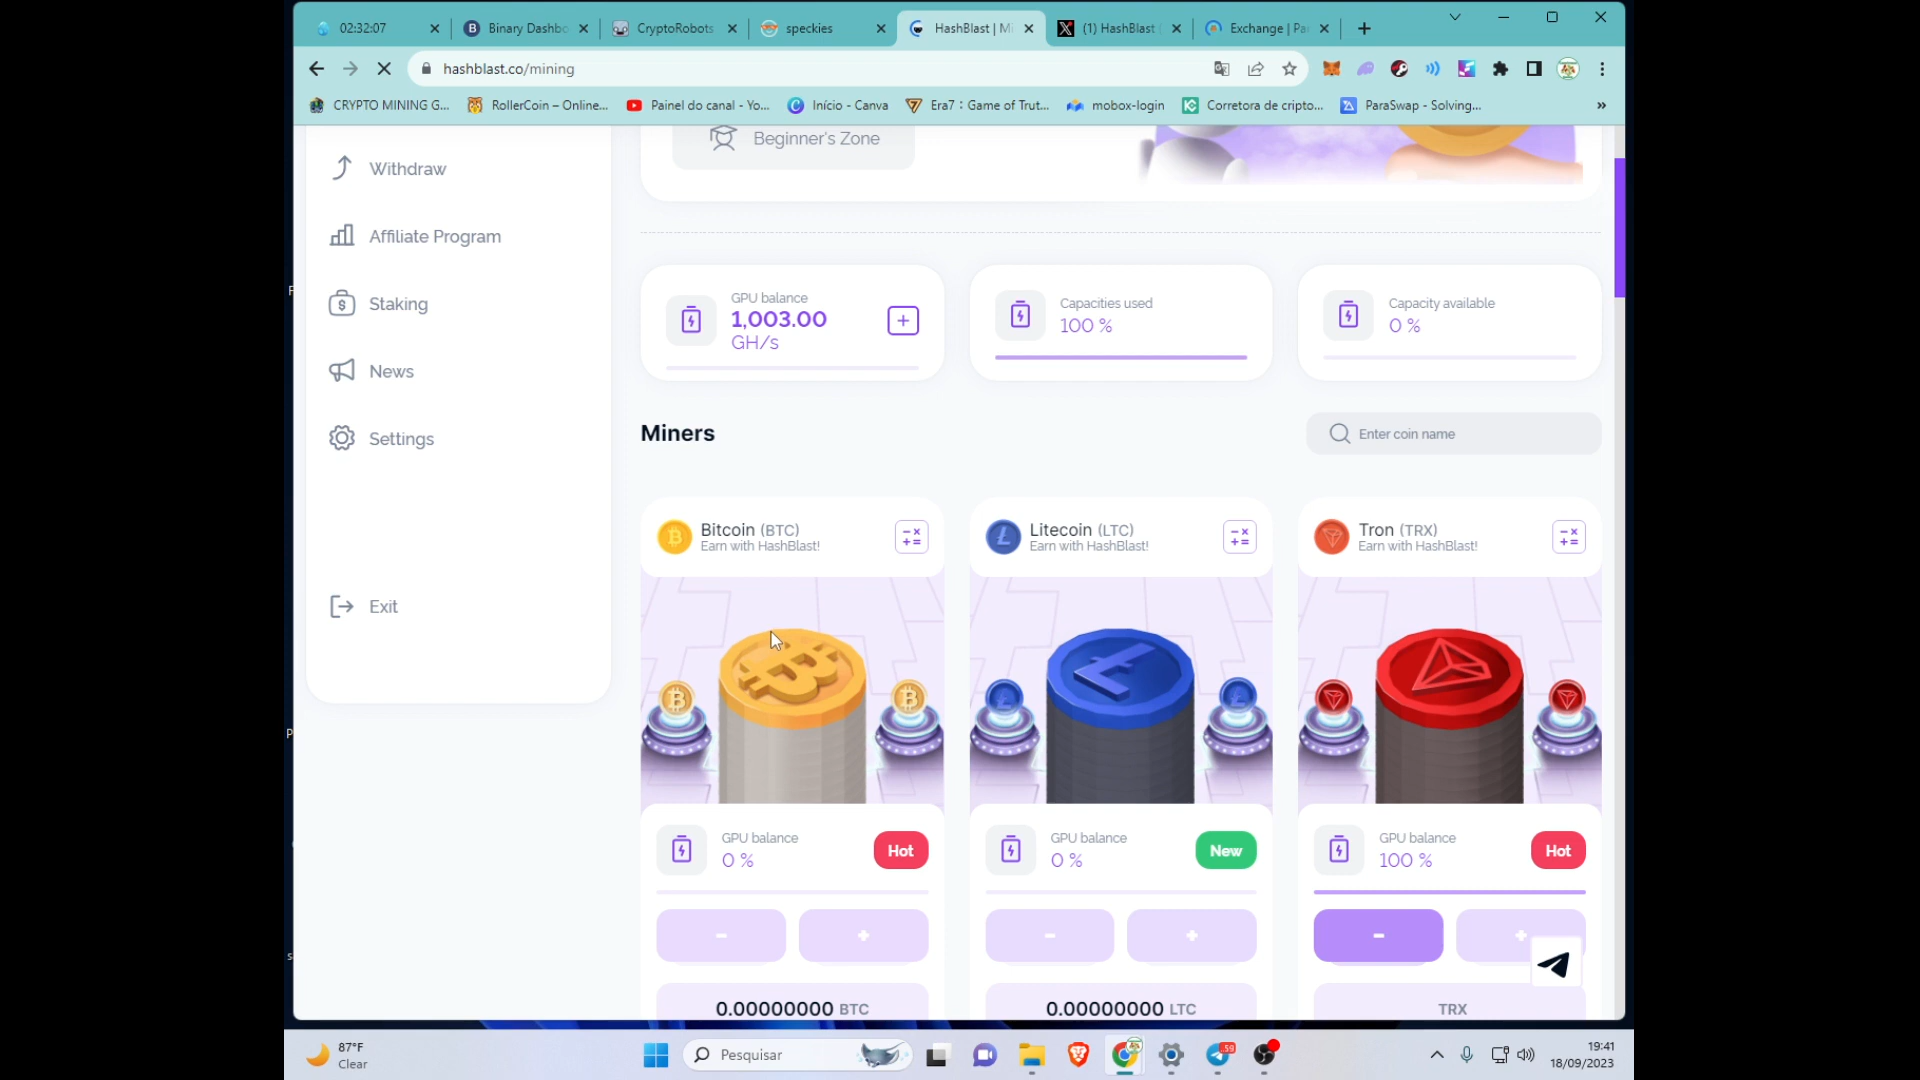 02:32:07
Binary Dashbo
CryptoRobots
speckies
HashBlast | Mi
(1) HashBlast
Exchange | Par
hashblast.co/mining
CRYPTO MINING G...
RollerCoin – Online...
Painel do canal - Yo...
Início - Canva
Era7 : Game of Trut...
mobox-login
Corretora de cripto...
ParaSwap - Solving...
»
Beginner's Zone
Withdraw
Affiliate Program
Staking
News
Settings
Exit
GPU balance
1,003.00
GH/s
Capacities used
100 %
Capacity available
0 %
Miners
Enter coin name
Bitcoin (BTC)
Earn with HashBlast!
Litecoin (LTC)
Earn with HashBlast!
Tron (TRX)
Earn with HashBlast!
GPU balance
0 %
Hot
GPU balance
0 %
New
GPU balance
100 %
Hot
- +
- +
- +
0.00000000 BTC
0.00000000 LTC
TRX
87°F
Clear
Pesquisar
59
19:41
18/09/2023